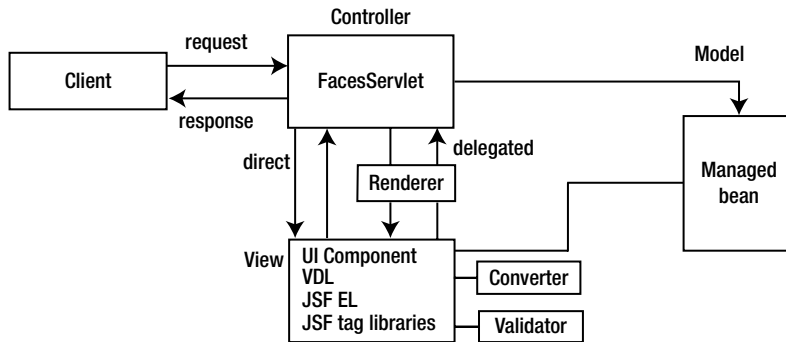 Controller
request
Model
Client
FacesServlet
response
direct
delegated
Renderer
Managed
bean
View
UI Component
VDL
JSF EL
JSF tag libraries
Converter
Validator